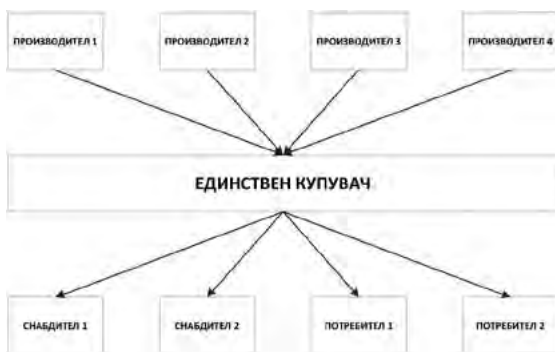 ПРОИЗВОДИТЕЛ 1
ПРОИЗВОДИТЕЛ 2
ПРОИЗВОДИТЕЛ 3
ПРОИЗВОДИТЕЛ 4
ЕДИНСТВЕН КУПУВАЧ
СНАБДИТЕЛ 1
СНАБДИТЕЛ 2
ПОТРЕБИТЕЛ 1
ПОТРЕБИТЕЛ 2